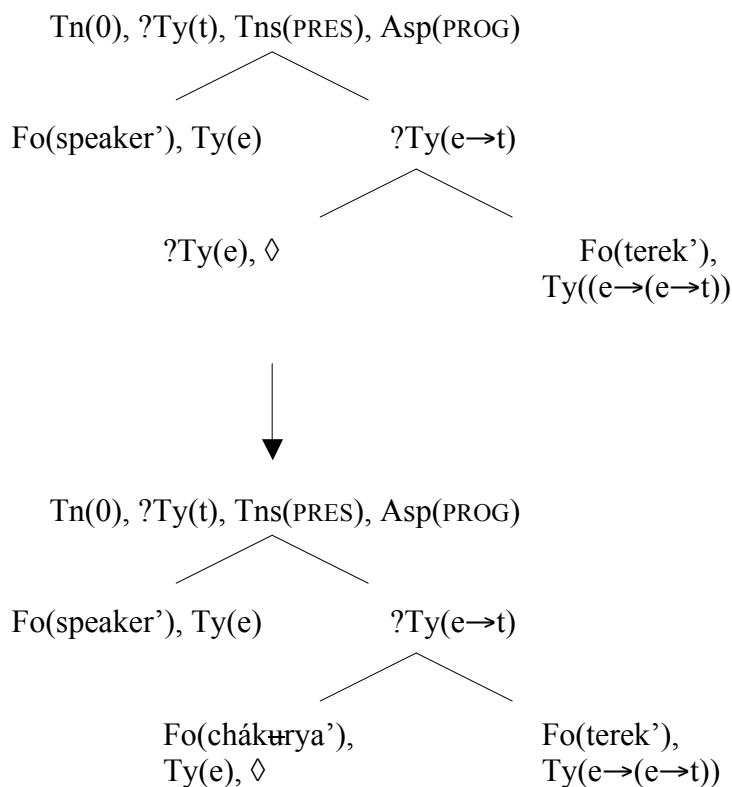 Tn(0), ?Ty(t), Tns(PRES), Asp(PROG)
Fo(speaker’), Ty(e) ?Ty(e→t)
?Ty(e), ◊ Fo(terek’),
Ty((e→(e→t))
Tn(0), ?Ty(t), Tns(PRES), Asp(PROG)
Fo(speaker’), Ty(e) ?Ty(e→t)
Fo(chákʉrya’), Fo(terek’),
Ty(e), ◊ Ty(e→(e→t))